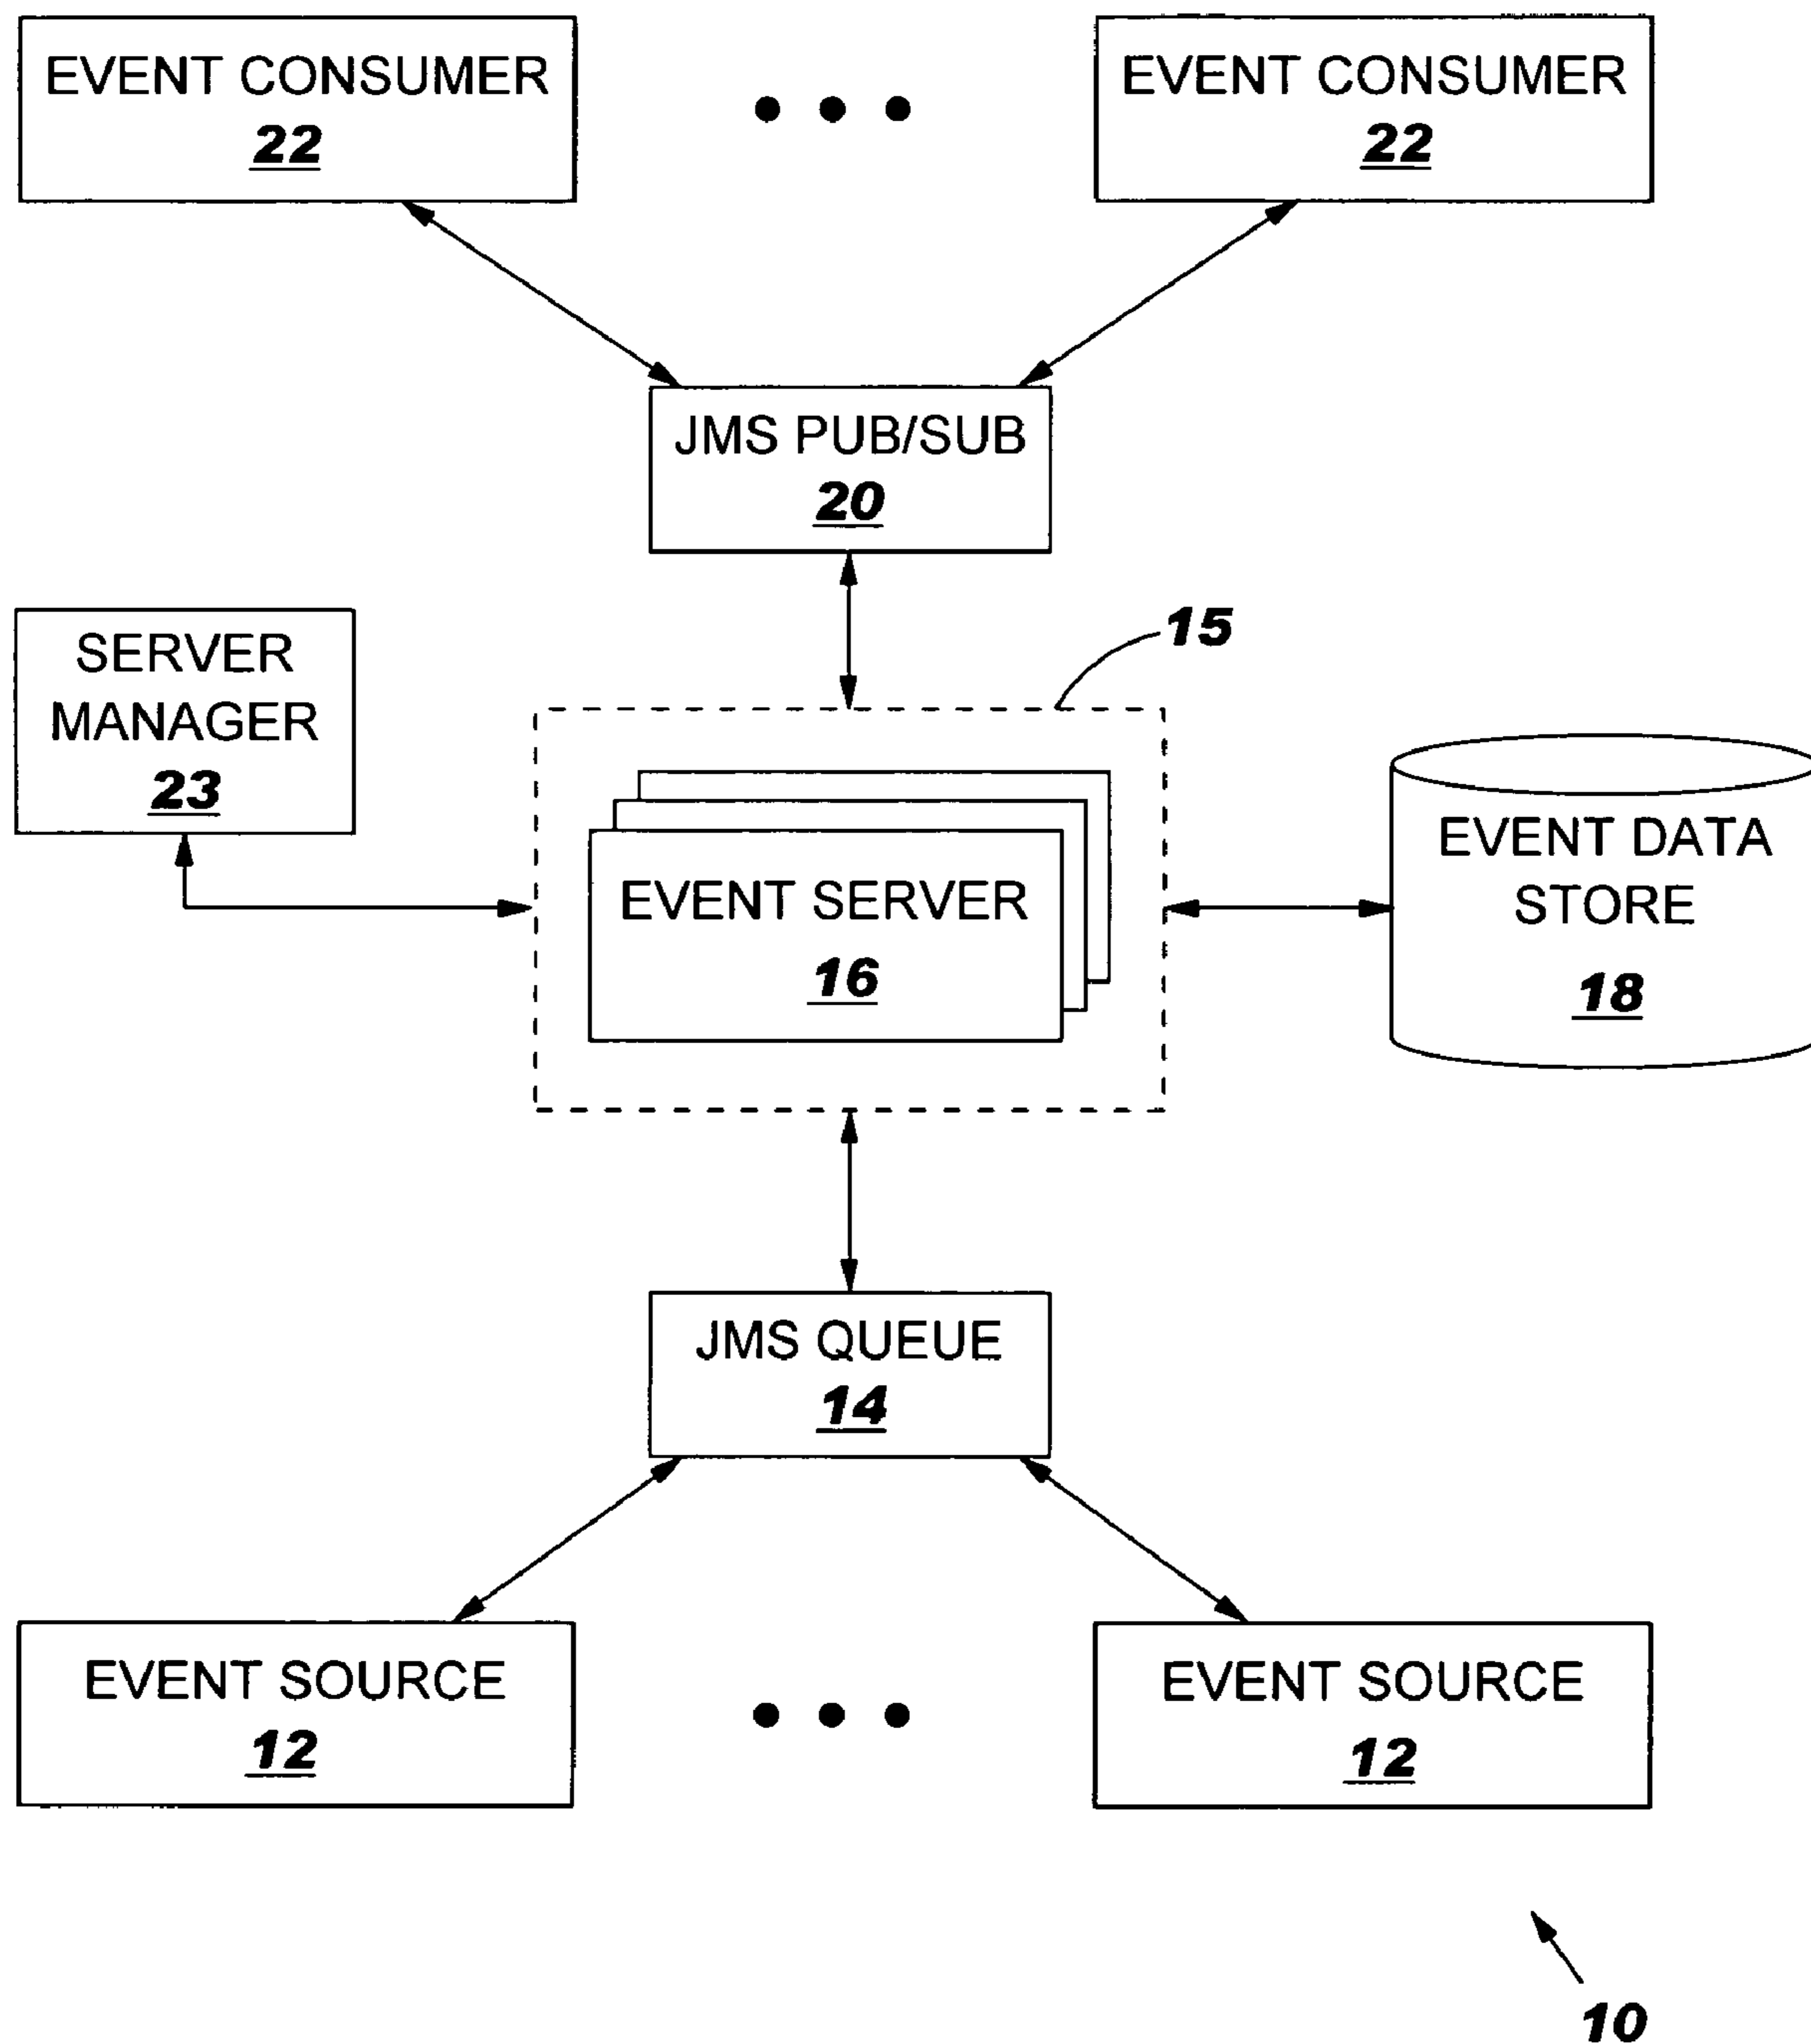 EVENT CONSUMER
22
EVENT CONSUMER
22
JMS PUB/SUB
20
15
SERVER
MANAGER
23
EVENT SERVER
16
EVENT DATA
STORE
18
JMS QUEUE
14
EVENT SOURCE
12
EVENT SOURCE
12
10